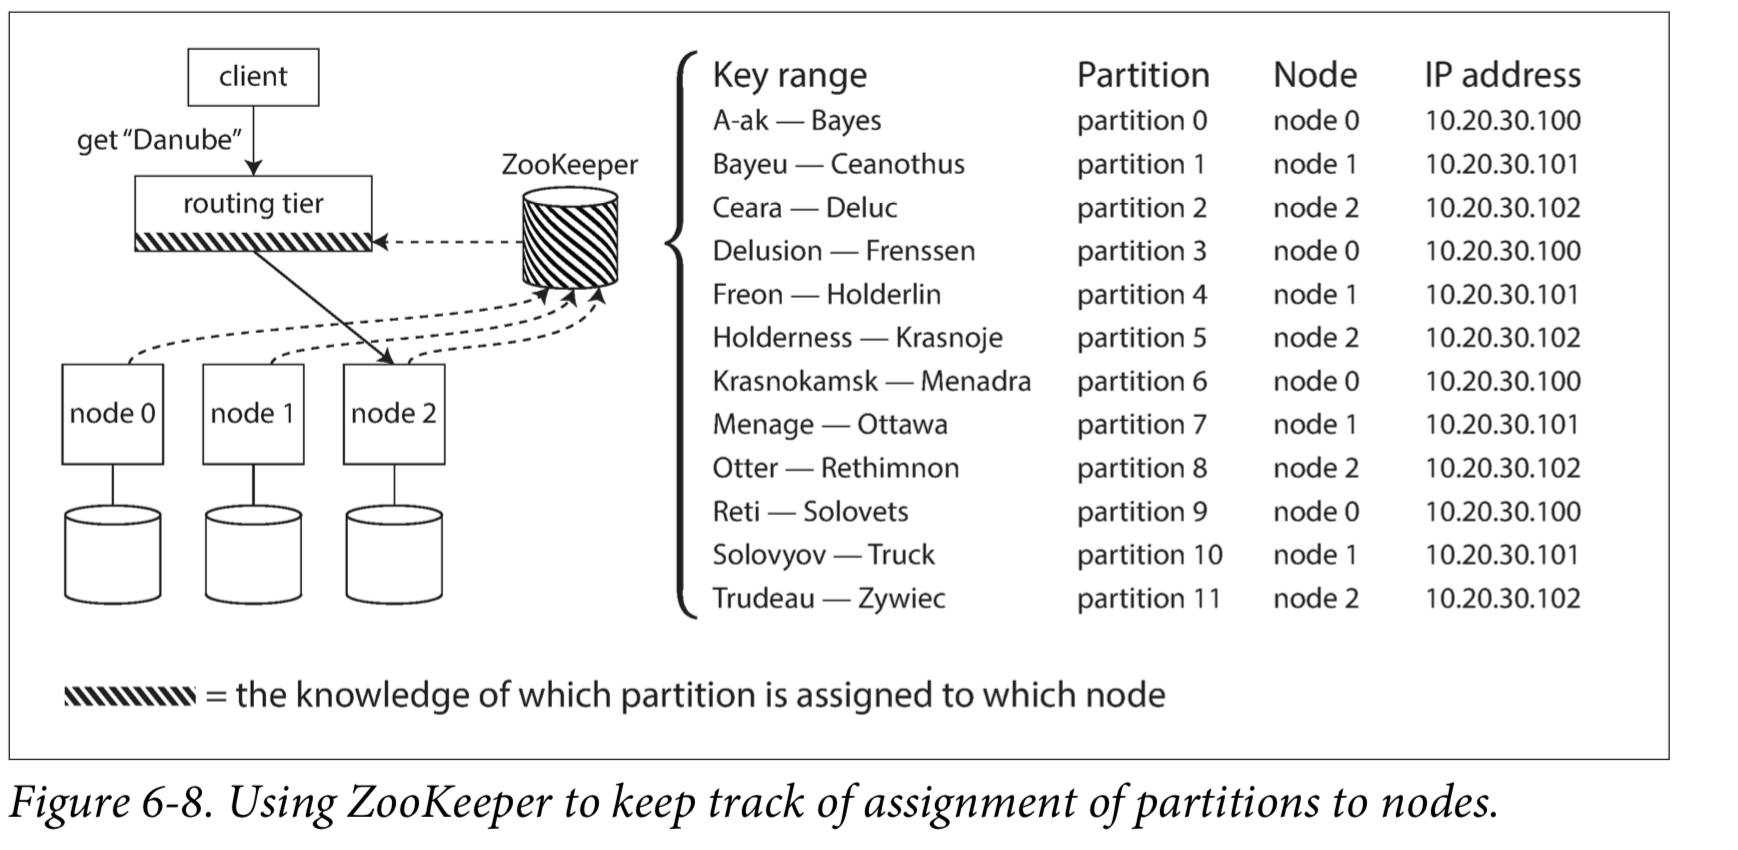 client
get “Danube”
routing tier
ZooKeeper
node 0 node 1 node 2
Key range Partition Node IP address
A-ak — Bayes partition 0 node 0 10.20.30.100
Bayeu — Ceanothus partition 1 node 1 10.20.30.101
Ceara — Deluc partition 2 node 2 10.20.30.102
Delusion — Frenssen partition 3 node 0 10.20.30.100
Freon — Holderlin partition 4 node 1 10.20.30.101
Holderness — Krasnoje partition 5 node 2 10.20.30.102
Krasnokamsk — Menadra partition 6 node 0 10.20.30.100
Menage — Ottawa partition 7 node 1 10.20.30.101
Otter — Rethimnon partition 8 node 2 10.20.30.102
Reti — Solovets partition 9 node 0 10.20.30.100
Solovyov — Truck partition 10 node 1 10.20.30.101
Trudeau — Zywiec partition 11 node 2 10.20.30.102
= the knowledge of which partition is assigned to which node
Figure 6-8. Using ZooKeeper to keep track of assignment of partitions to nodes.